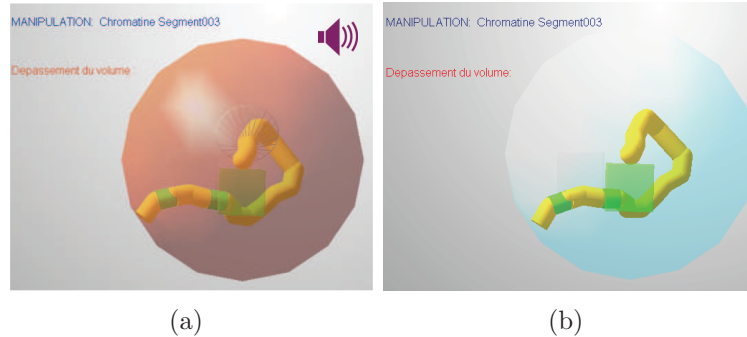 MANIPULATION: Chromatine Segment003
Depassement du volume:
MANIPULATION: Chromatine Segment003
Depassement du volume:
(a)
(b)